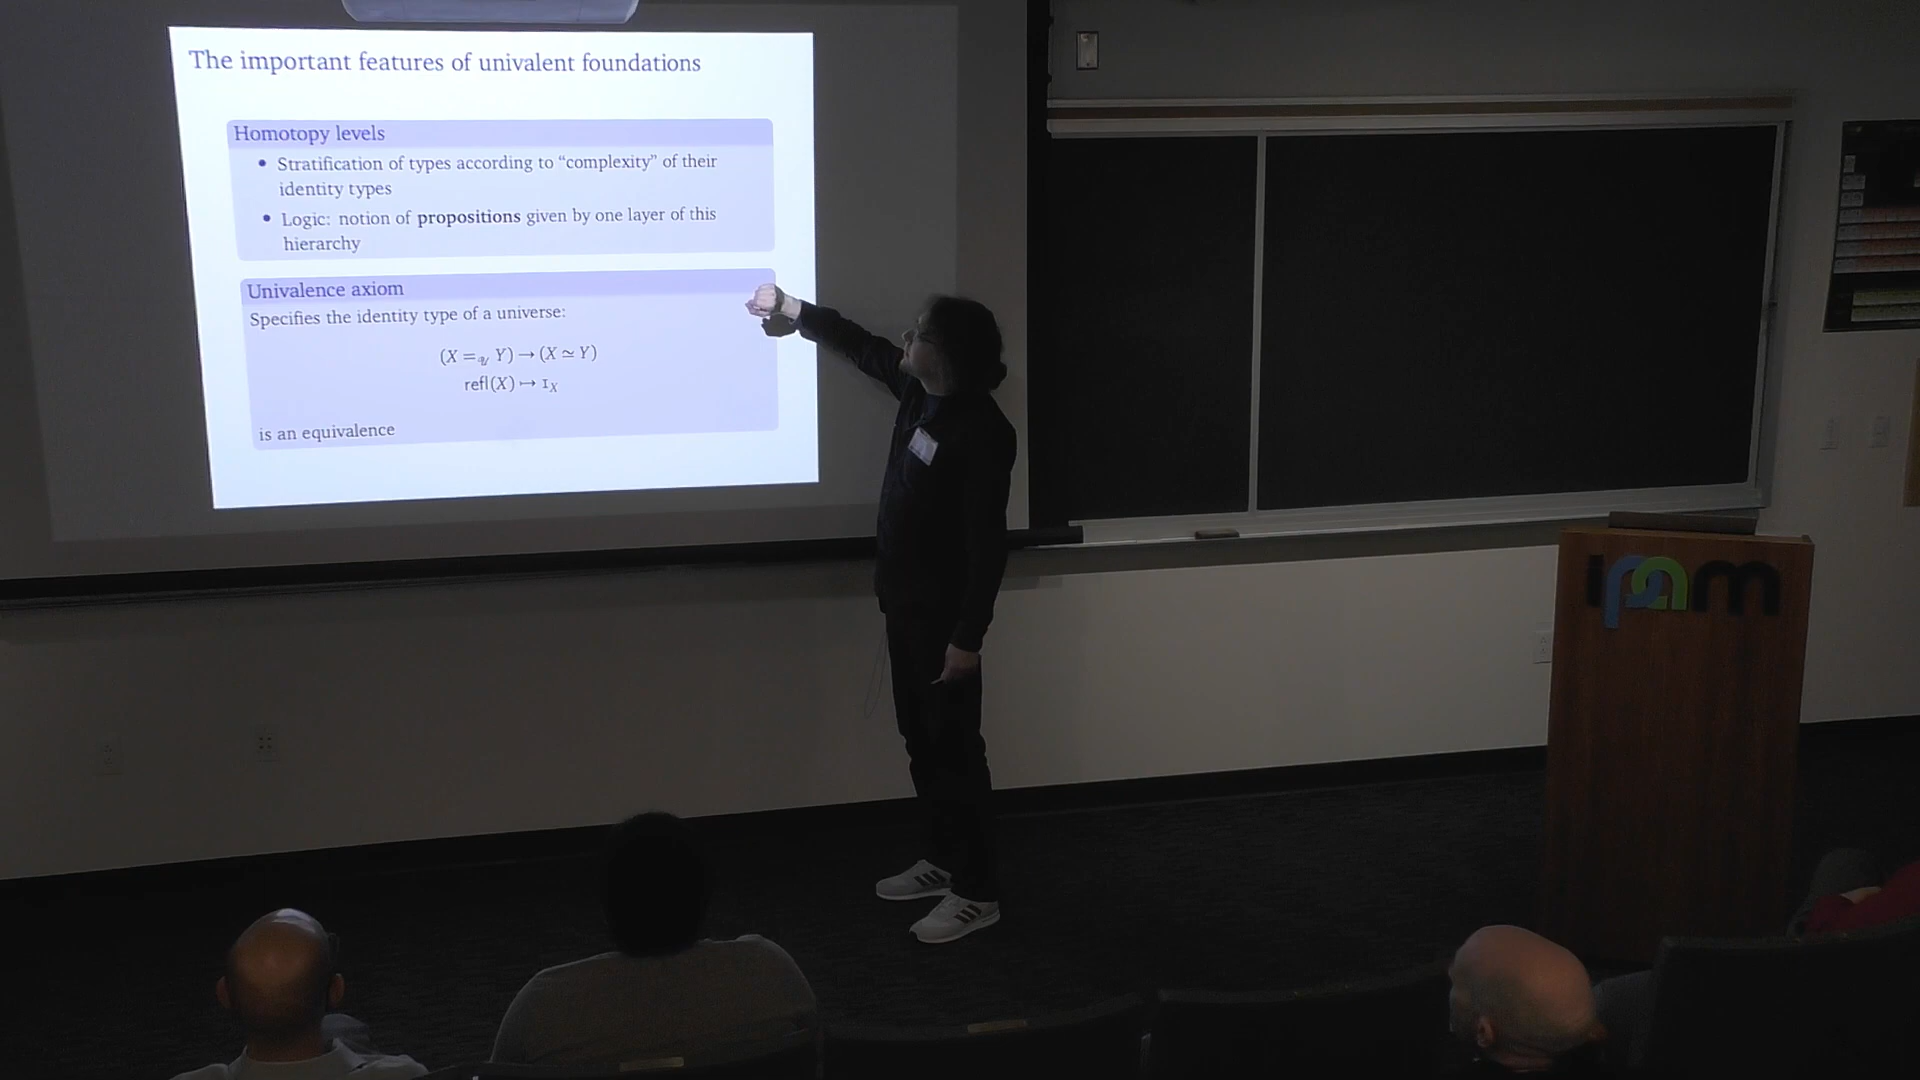 The important features of univalent foundations
Homotopy levels
• Stratification of types according to “complexity” of their
identity types
• Logic: notion of propositions given by one layer of this
hierarchy
Univalence axiom
Specifies the identity type of a universe:
(X =𝒰 Y) → (X ≃ Y)
refl(X) ↦ 1X
is an equivalence
ipam